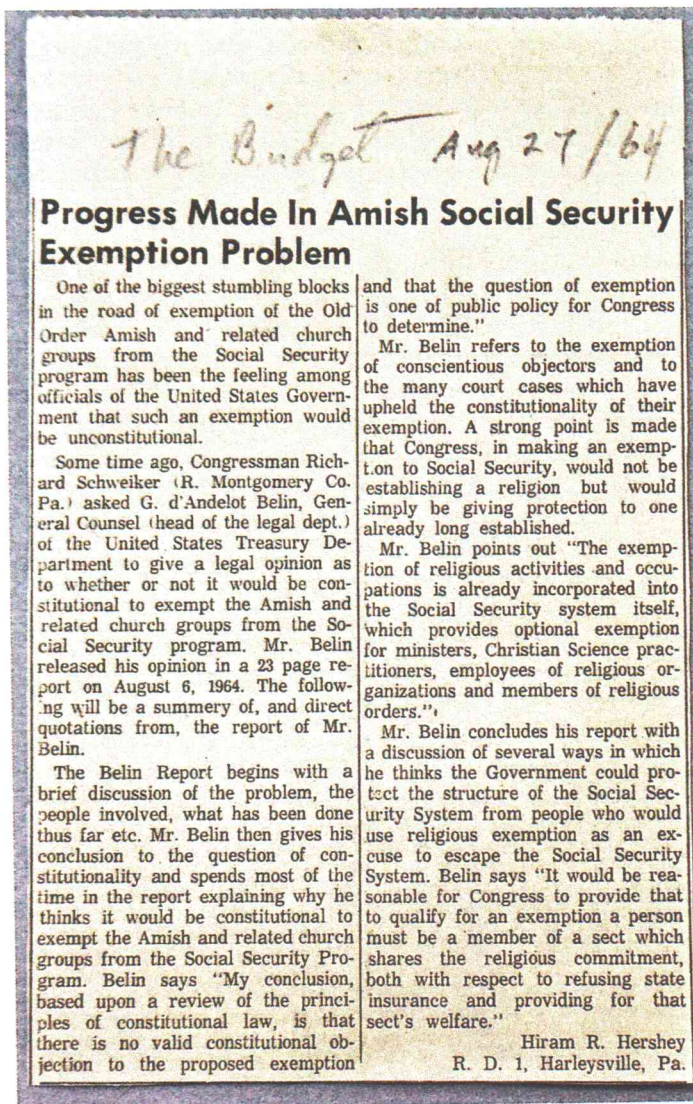 The Budget Aug 27/64
Progress Made In Amish Social Security
Exemption Problem
One of the biggest stumbling blocks
in the road of exemption of the Old
Order Amish and related church
groups from the Social Security
program has been the feeling among
officials of the United States Govern-
ment that such an exemption would
be unconstitutional.
Some time ago, Congressman Rich-
ard Schweiker (R. Montgomery Co.
Pa.) asked G. d'Andelot Belin, Gen-
eral Counsel (head of the legal dept.)
of the United States Treasury De-
partment to give a legal opinion as
to whether or not it would be con-
stitutional to exempt the Amish and
related church groups from the So-
cial Security program. Mr. Belin
released his opinion in a 23 page re-
port on August 6, 1964. The follow-
ing will be a summery of, and direct
quotations from, the report of Mr.
Belin.
The Belin Report begins with a
brief discussion of the problem, the
people involved, what has been done
thus far etc. Mr. Belin then gives his
conclusion to the question of con-
stitutionality and spends most of the
time in the report explaining why he
thinks it would be constitutional to
exempt the Amish and related church
groups from the Social Security Pro-
gram. Belin says "My conclusion,
based upon a review of the princi-
ples of constitutional law, is that
there is no valid constitutional ob-
jection to the proposed exemption
and that the question of exemption
is one of public policy for Congress
to determine."
Mr. Belin refers to the exemption
of conscientious objectors and to
the many court cases which have
upheld the constitutionality of their
exemption. A strong point is made
that Congress, in making an exemp-
t.on to Social Security, would not be
establishing a religion but would
simply be giving protection to one
already long established.
Mr. Belin points out "The exemp-
tion of religious activities and occu-
pations is already incorporated into
the Social Security system itself,
which provides optional exemption
for ministers, Christian Science prac-
titioners, employees of religious or-
ganizations and members of religious
orders."
Mr. Belin concludes his report with
a discussion of several ways in which
he thinks the Government could pro-
tect the structure of the Social Sec-
urity System from people who would
use religious exemption as an ex-
cuse to escape the Social Security
System. Belin says "It would be rea-
sonable for Congress to provide that
to qualify for an exemption a person
must be a member of a sect which
shares the religious commitment,
both with respect to refusing state
insurance and providing for that
sect's welfare."
Hiram R. Hershey
R. D. 1, Harleysville, Pa.